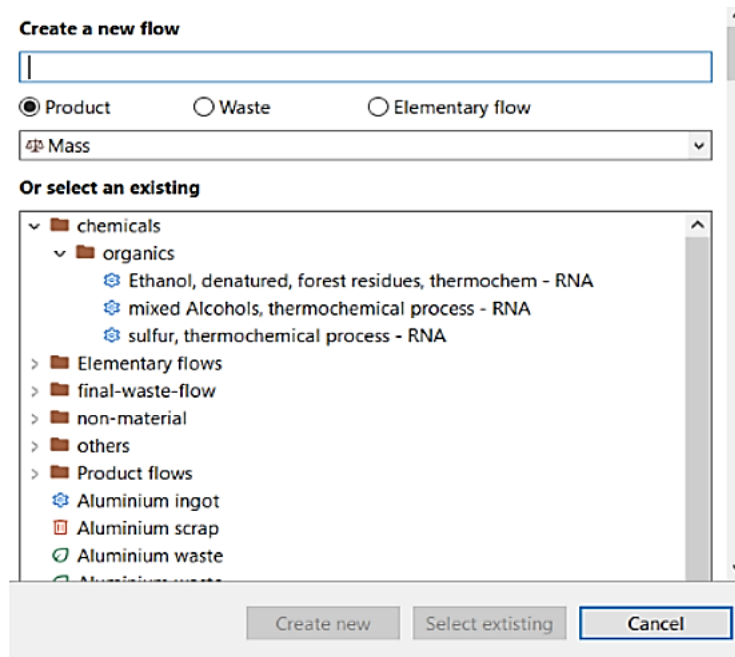 Create a new flow
Product Waste Elementary flow
Mass
Or select an existing
chemicals
organics
Ethanol, denatured, forest residues, thermochem - RNA
mixed Alcohols, thermochemical process - RNA
sulfur, thermochemical process - RNA
Elementary flows
final-waste-flow
non-material
others
Product flows
Aluminium ingot
Aluminium scrap
Aluminium waste
Create new Select extisting Cancel